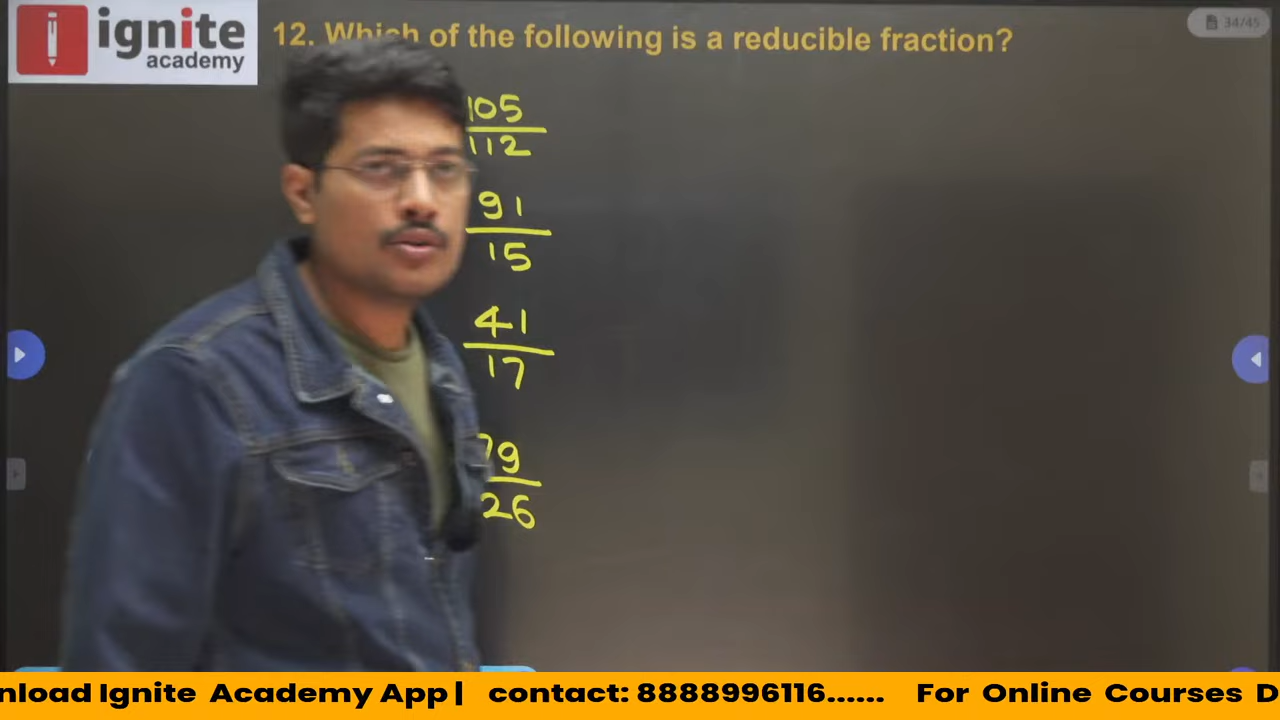 ignite
academy
12. Which of the following is a reducible fraction?
34/45
105
112
91
15
41
17
79
26
nload Ignite Academy App | contact: 8888996116...... For Online Courses D